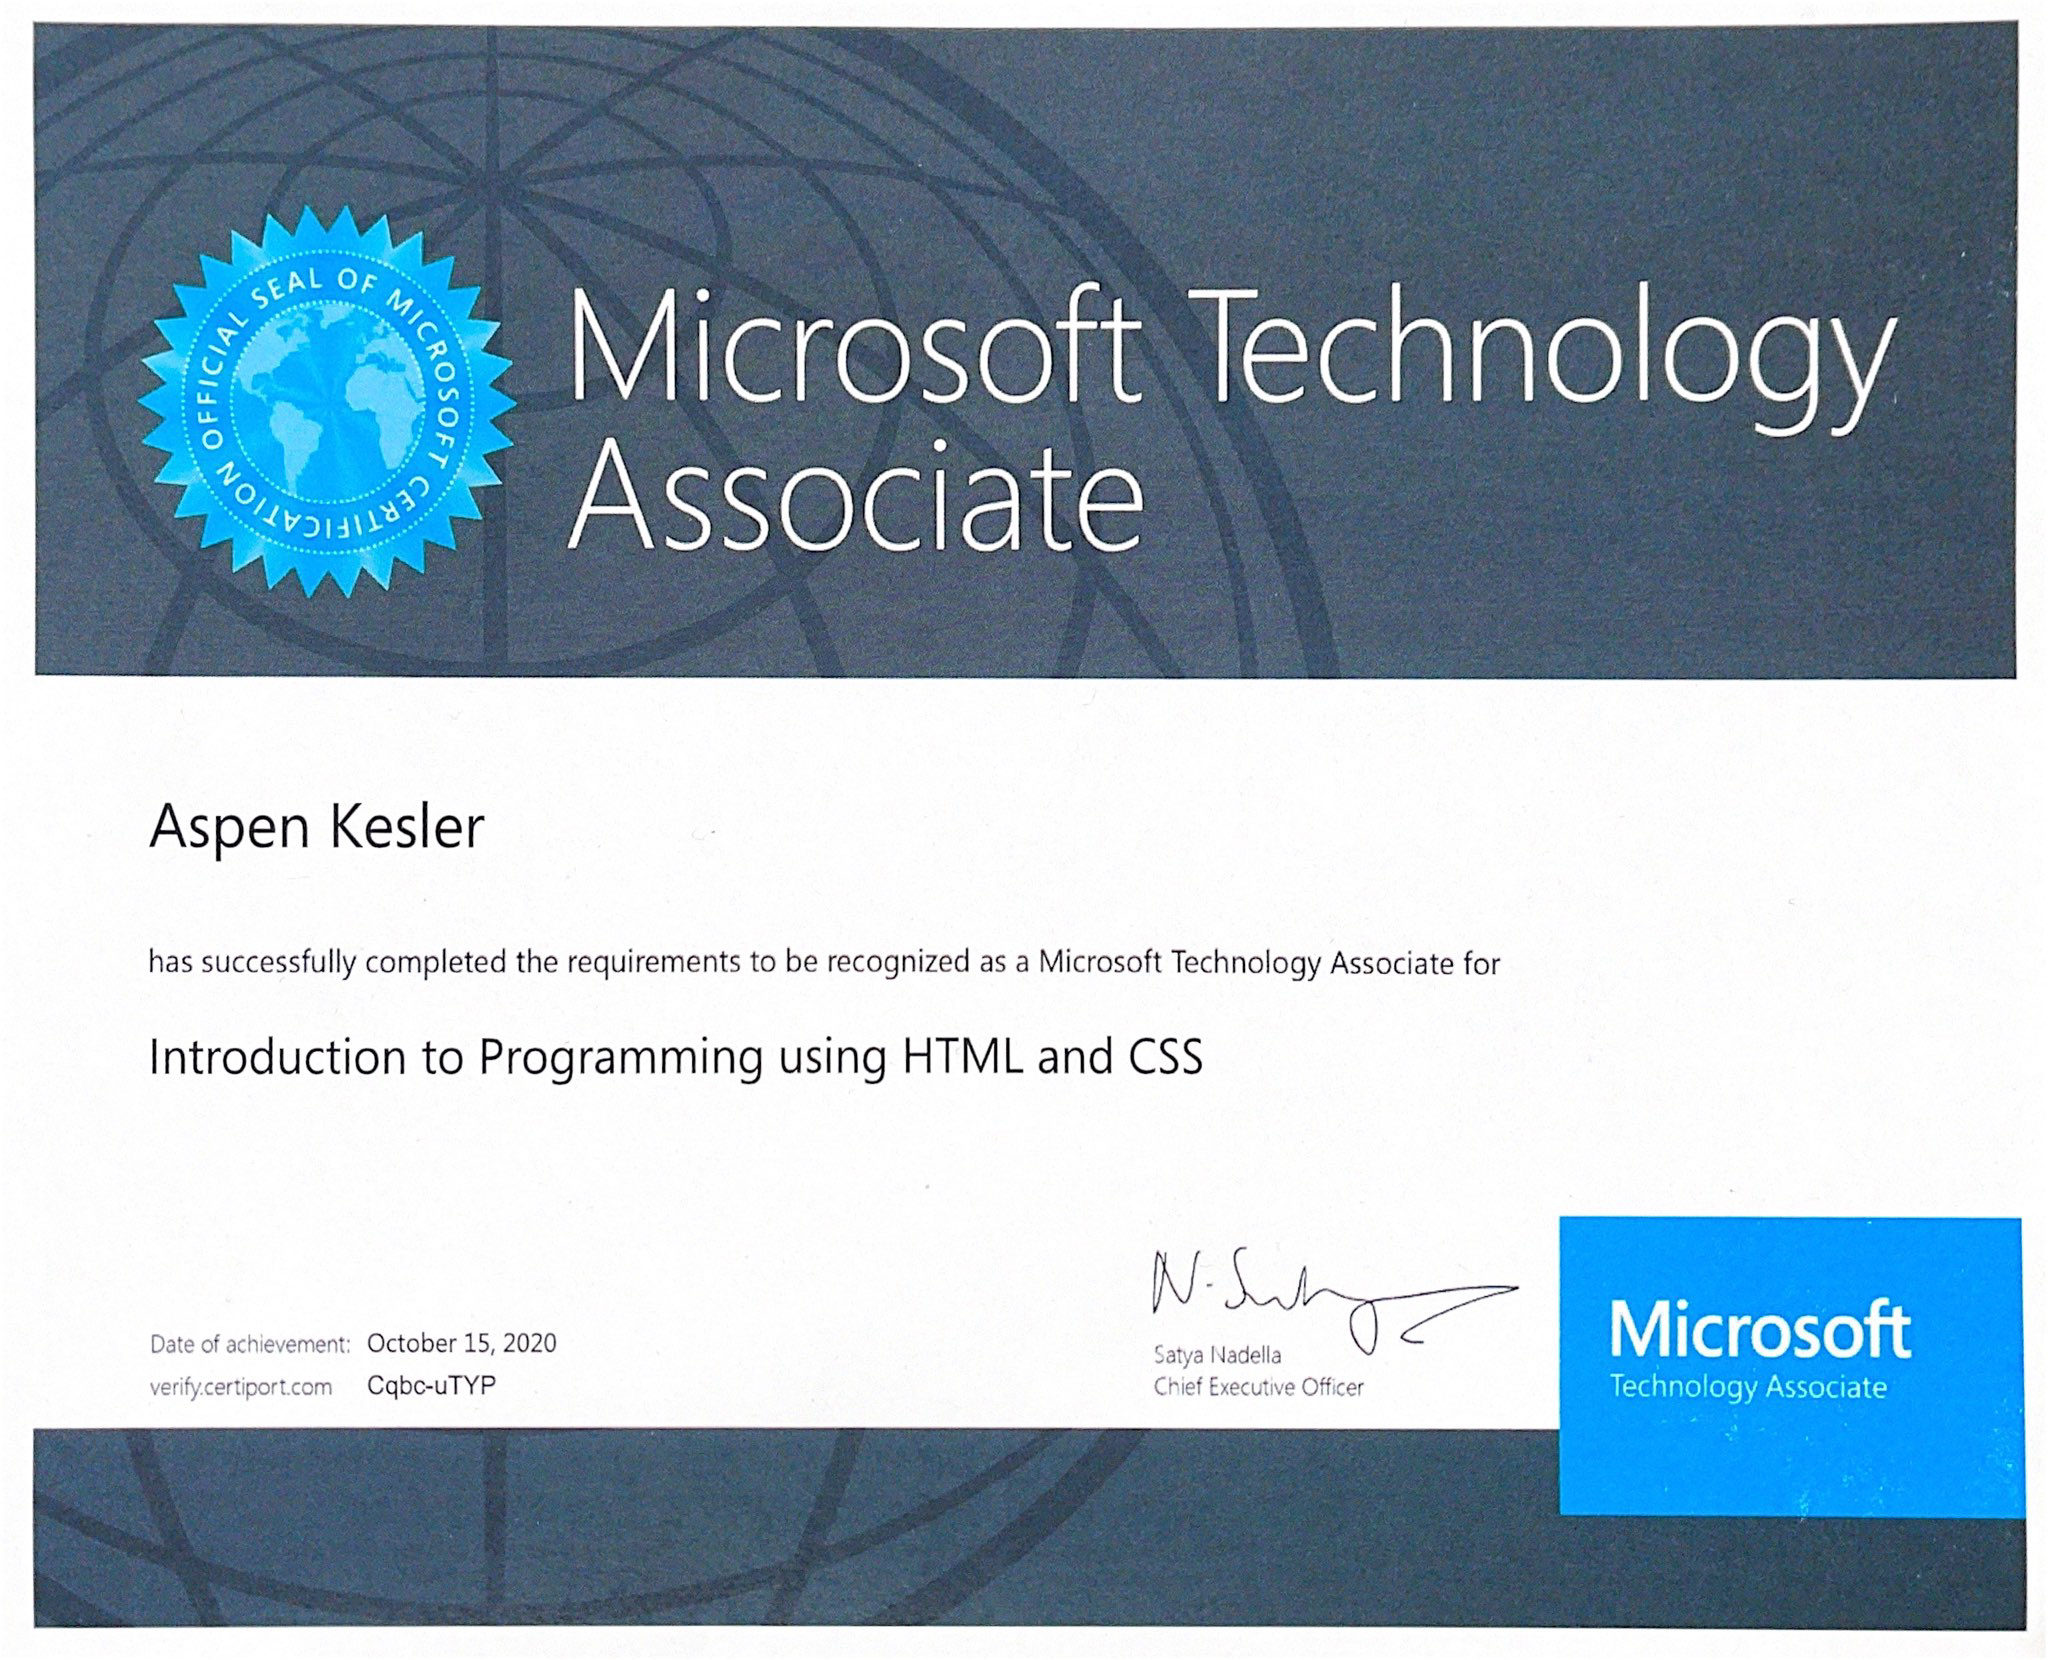 OFFICIAL SEAL OF MICROSOFT CERTIFICATION
Microsoft Technology
Associate
Aspen Kesler
has successfully completed the requirements to be recognized as a Microsoft Technology Associate for
Introduction to Programming using HTML and CSS
N. Satya
Satya Nadella
Chief Executive Officer
Date of achievement: October 15, 2020
verify.certiport.com Cqbc-uTYP
Microsoft
Technology Associate